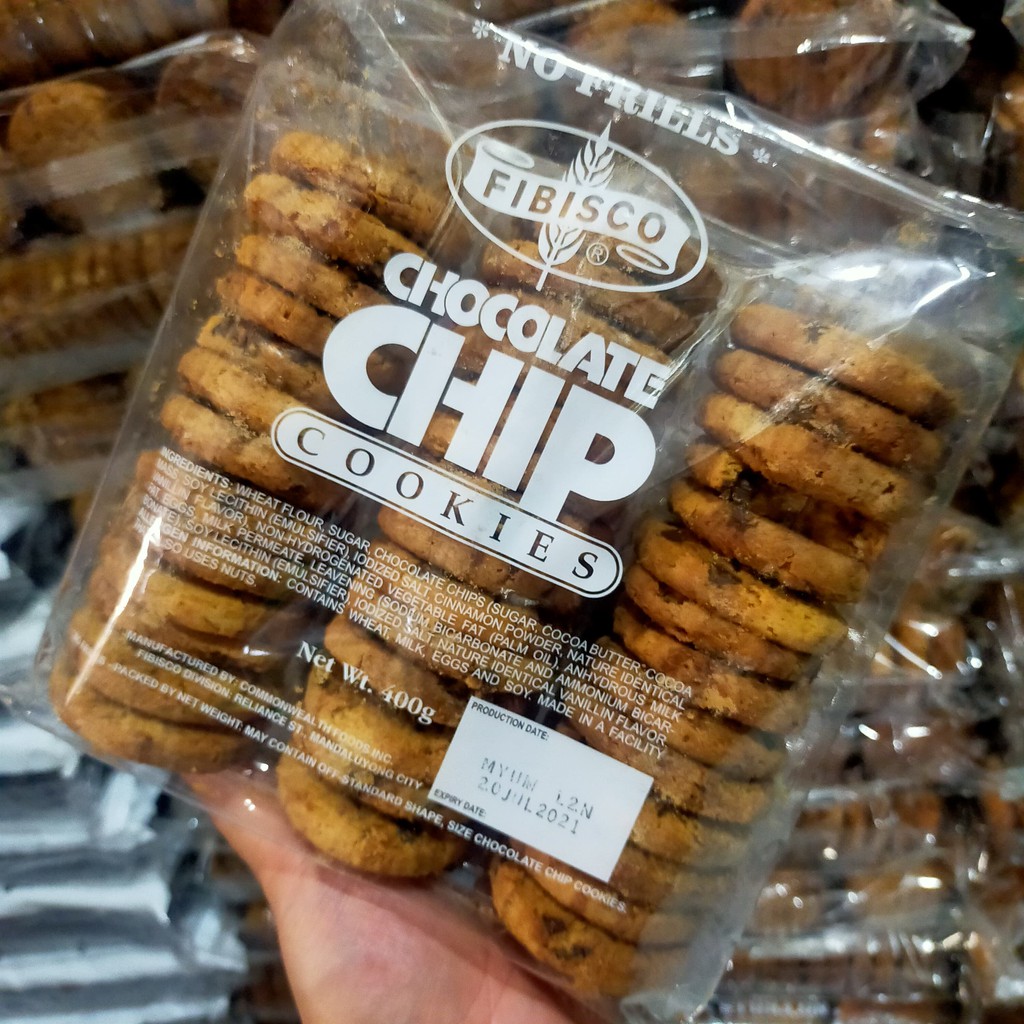 * NO FRILLS *
FIBISCO
®
CHOCOLATE
CHIP
COOKIES
INGREDIENTS: WHEAT FLOUR, SUGAR, CHOCOLATE CHIPS (SUGAR, COCOA BUTTER, COCOA
MASS, SOY LECITHIN (EMULSIFIER), IODIZED SALT, CINNAMON POWDER, NATURE IDENTICAL
VANILLA FLAVOR), NON-HYDROGENATED VEGETABLE FAT (PALM OIL), ANHYDROUS MILK
FAT, EGGS, MILK PERMEATE, LEAVENING (SODIUM BICARBONATE AND AMMONIUM BICAR
SOY LECITHIN (EMULSIFIER), IODIZED SALT, NATURE IDENTICAL VANILLIN FLAVOR
INFORMATION: CONTAINS WHEAT, MILK, EGGS AND SOY. MADE IN A FACILITY
USES NUTS.
Net Wt. 400g
MANUFACTURED BY: COMMONWEALTH FOODS INC.
FIBISCO DIVISION, RELIANCE ST., MANDALUYONG CITY
PACKED BY NET WEIGHT. MAY CONTAIN OFF-STANDARD SHAPE, SIZE CHOCOLATE CHIP COOKIES.
PRODUCTION DATE:
20JUL2021
EXPIRY DATE: